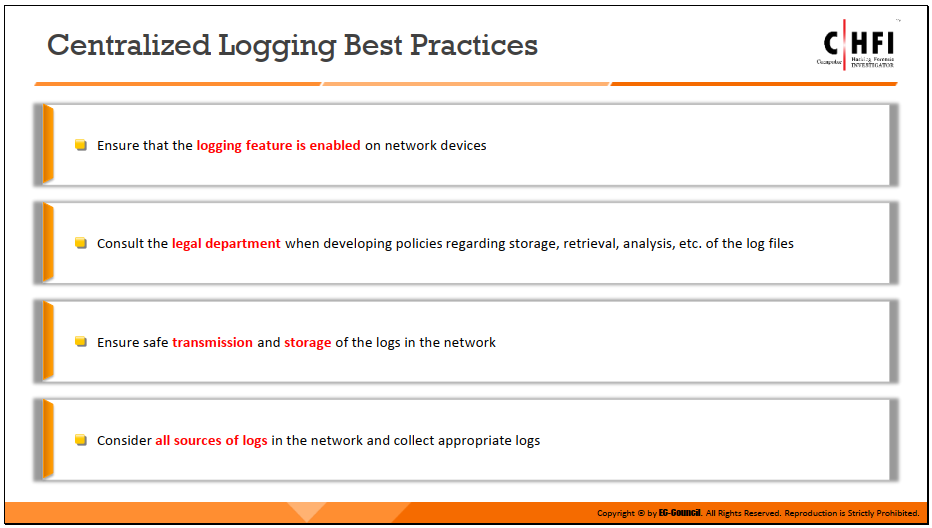 Centralized Logging Best Practices
CHFI
Computer Hacking Forensic
INVESTIGATOR
Ensure that the logging feature is enabled on network devices
Consult the legal department when developing policies regarding storage, retrieval, analysis, etc. of the log files
Ensure safe transmission and storage of the logs in the network
Consider all sources of logs in the network and collect appropriate logs
Copyright © by EC-Council. All Rights Reserved. Reproduction is Strictly Prohibited.